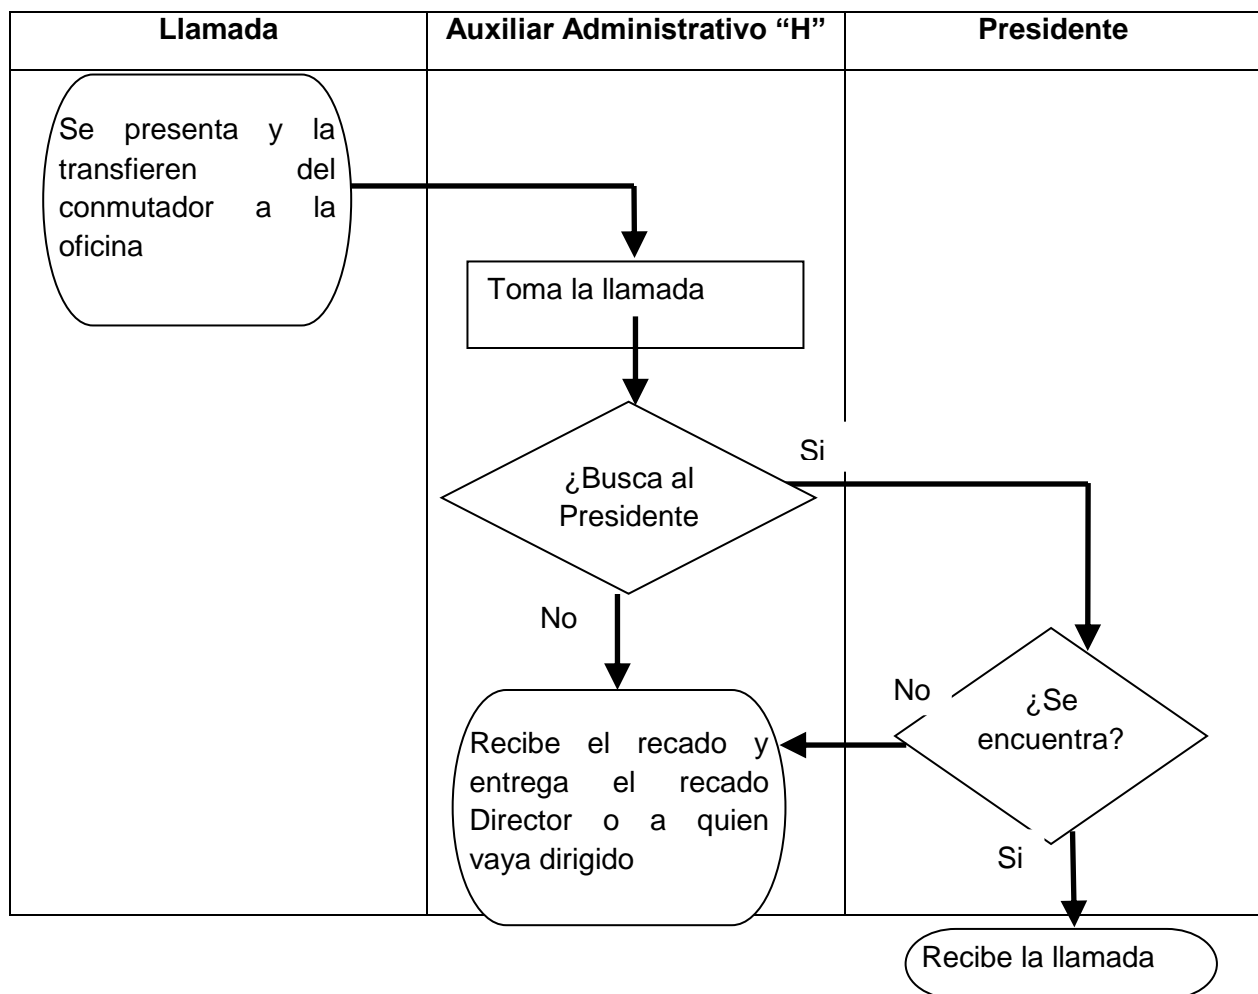 Llamada
Auxiliar Administrativo “H”
Presidente
Se presenta y la
transfieren del
conmutador a la
oficina
Toma la llamada
¿Busca al
Presidente
Si
No
¿Se
encuentra?
No
Recibe el recado y
entrega el recado
Director o a quien
vaya dirigido
Si
Recibe la llamada